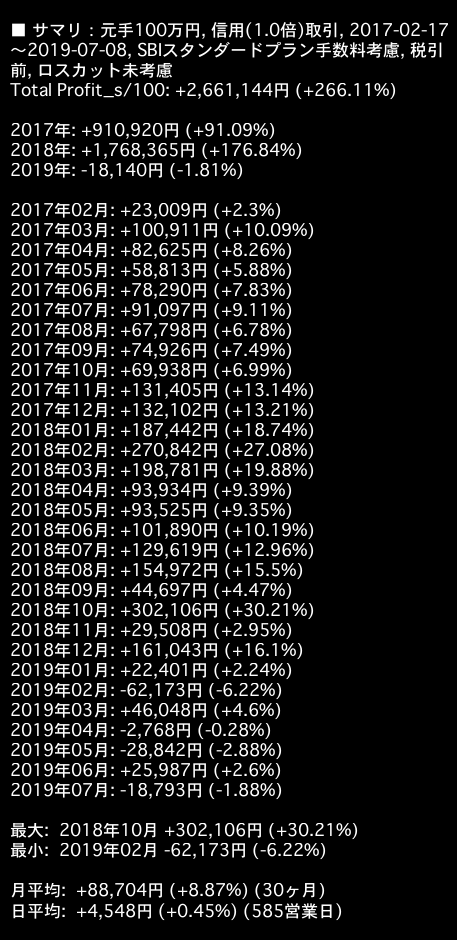 ■ サマリ：元手100万円, 信用(1.0倍)取引, 2017-02-17
～2019-07-08, SBIスタンダードプラン手数料考慮, 税引
前, ロスカット未考慮
Total Profit_s/100: +2,661,144円 (+266.11%)
2017年: +910,920円 (+91.09%)
2018年: +1,768,365円 (+176.84%)
2019年: -18,140円 (-1.81%)
2017年02月: +23,009円 (+2.3%)
2017年03月: +100,911円 (+10.09%)
2017年04月: +82,625円 (+8.26%)
2017年05月: +58,813円 (+5.88%)
2017年06月: +78,290円 (+7.83%)
2017年07月: +91,097円 (+9.11%)
2017年08月: +67,798円 (+6.78%)
2017年09月: +74,926円 (+7.49%)
2017年10月: +69,938円 (+6.99%)
2017年11月: +131,405円 (+13.14%)
2017年12月: +132,102円 (+13.21%)
2018年01月: +187,442円 (+18.74%)
2018年02月: +270,842円 (+27.08%)
2018年03月: +198,781円 (+19.88%)
2018年04月: +93,934円 (+9.39%)
2018年05月: +93,525円 (+9.35%)
2018年06月: +101,890円 (+10.19%)
2018年07月: +129,619円 (+12.96%)
2018年08月: +154,972円 (+15.5%)
2018年09月: +44,697円 (+4.47%)
2018年10月: +302,106円 (+30.21%)
2018年11月: +29,508円 (+2.95%)
2018年12月: +161,043円 (+16.1%)
2019年01月: +22,401円 (+2.24%)
2019年02月: -62,173円 (-6.22%)
2019年03月: +46,048円 (+4.6%)
2019年04月: -2,768円 (-0.28%)
2019年05月: -28,842円 (-2.88%)
2019年06月: +25,987円 (+2.6%)
2019年07月: -18,793円 (-1.88%)
最大: 2018年10月 +302,106円 (+30.21%)
最小: 2019年02月 -62,173円 (-6.22%)
月平均: +88,704円 (+8.87%) (30ヶ月)
日平均: +4,548円 (+0.45%) (585営業日)